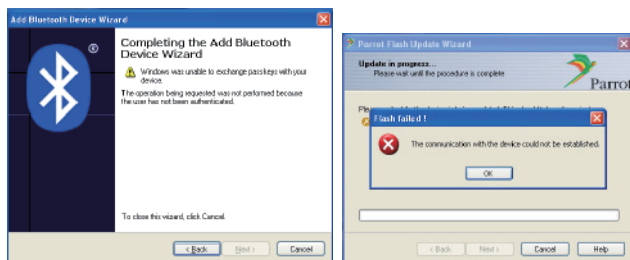 Add Bluetooth Device Wizard
Completing the Add Bluetooth
Device Wizard
Windows was unable to exchange passkeys with your
device.
The operation being requested was not performed because
the user has not been authenticated.
To close this wizard, click Cancel.
< Back
Next >
Cancel
Parrot Flash Update Wizard
Update in progress...
Please wait until the procedure is complete
Parrot
Flash failed !
The communication with the device could not be established.
OK
< Back
Next >
Cancel
Help